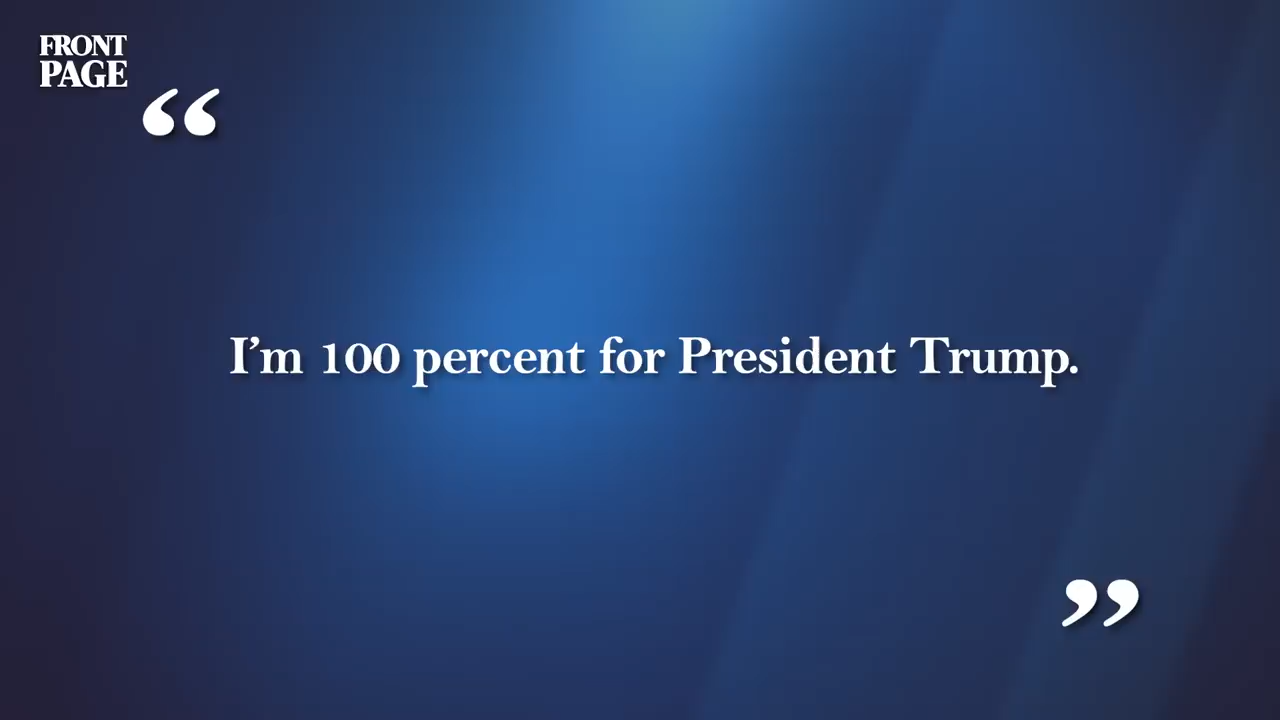 FRONT
PAGE
“
I’m 100 percent for President Trump.
”